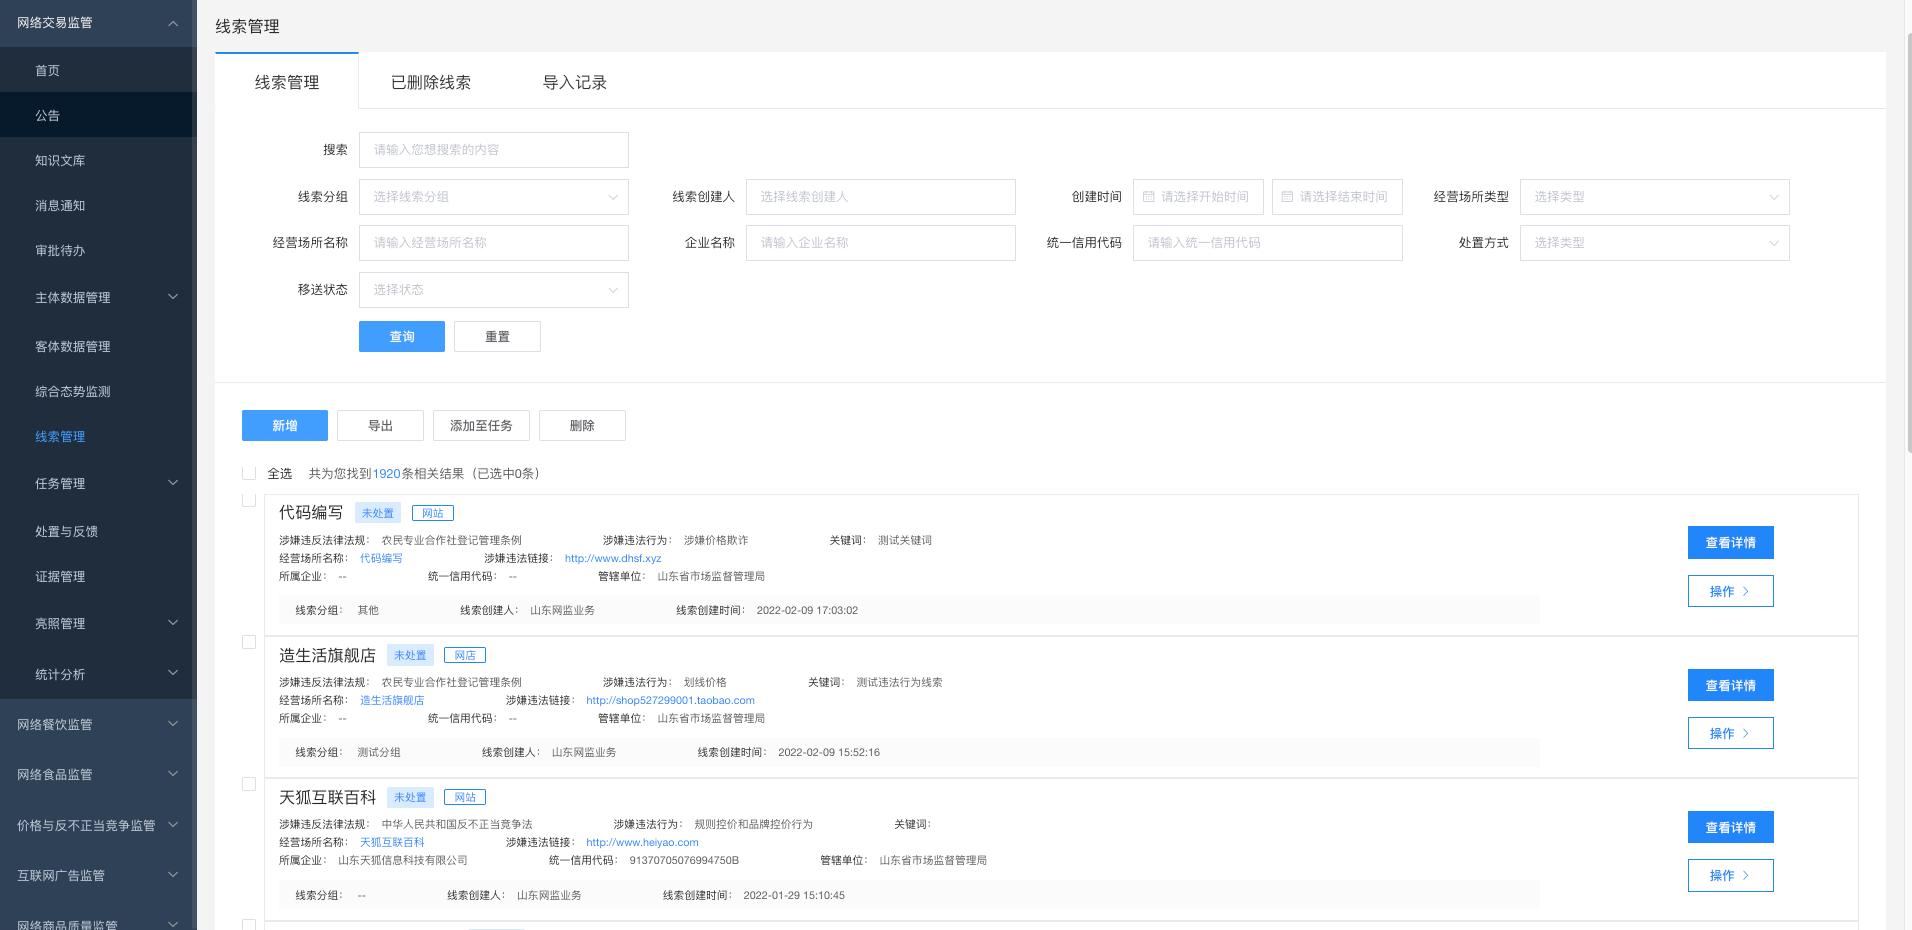 网络交易监管
首页
公告
知识文库
消息通知
审批待办
主体数据管理
客体数据管理
综合态势监测
线索管理
任务管理
处置与反馈
证据管理
亮照管理
统计分析
网络餐饮监管
网络食品监管
价格与反不正当竞争监管
互联网广告监管
网络商品质量监管
线索管理
线索管理 已删除线索 导入记录
搜索 请输入您想搜索的内容
线索分组 选择线索分组 线索创建人 选择线索创建人 创建时间 请选择开始时间 请选择结束时间 经营场所类型 选择类型
经营场所名称 请输入经营场所名称 企业名称 请输入企业名称 统一信用代码 请输入统一信用代码 处置方式 选择类型
移送状态 选择状态
查询 重置
新增 导出 添加至任务 删除
全选 共为您找到1920条相关结果（已选中0条）
代码编写 未处置 网站
涉嫌违反法律法规： 农民专业合作社登记管理条例 涉嫌违法行为： 涉嫌价格欺诈 关键词： 测试关键词
经营场所名称： 代码编写 涉嫌违法链接： http://www.dhsf.xyz
所属企业： -- 统一信用代码： -- 管辖单位： 山东省市场监督管理局
线索分组： 其他 线索创建人： 山东网监业务 线索创建时间： 2022-02-09 17:03:02
查看详情
操作
造生活旗舰店 未处置 网店
涉嫌违反法律法规： 农民专业合作社登记管理条例 涉嫌违法行为： 划线价格 关键词： 测试违法行为线索
经营场所名称： 造生活旗舰店 涉嫌违法链接： http://shop527299001.taobao.com
所属企业： -- 统一信用代码： -- 管辖单位： 山东省市场监督管理局
线索分组： 测试分组 线索创建人： 山东网监业务 线索创建时间： 2022-02-09 15:52:16
查看详情
操作
天狐互联百科 未处置 网站
涉嫌违反法律法规： 中华人民共和国反不正当竞争法 涉嫌违法行为： 规则控价和品牌控价行为 关键词：
经营场所名称： 天狐互联百科 涉嫌违法链接： http://www.heiyao.com
所属企业： 山东天狐信息科技有限公司 统一信用代码： 91370705076994750B 管辖单位： 山东省市场监督管理局
线索分组： -- 线索创建人： 山东网监业务 线索创建时间： 2022-01-29 15:10:45
查看详情
操作